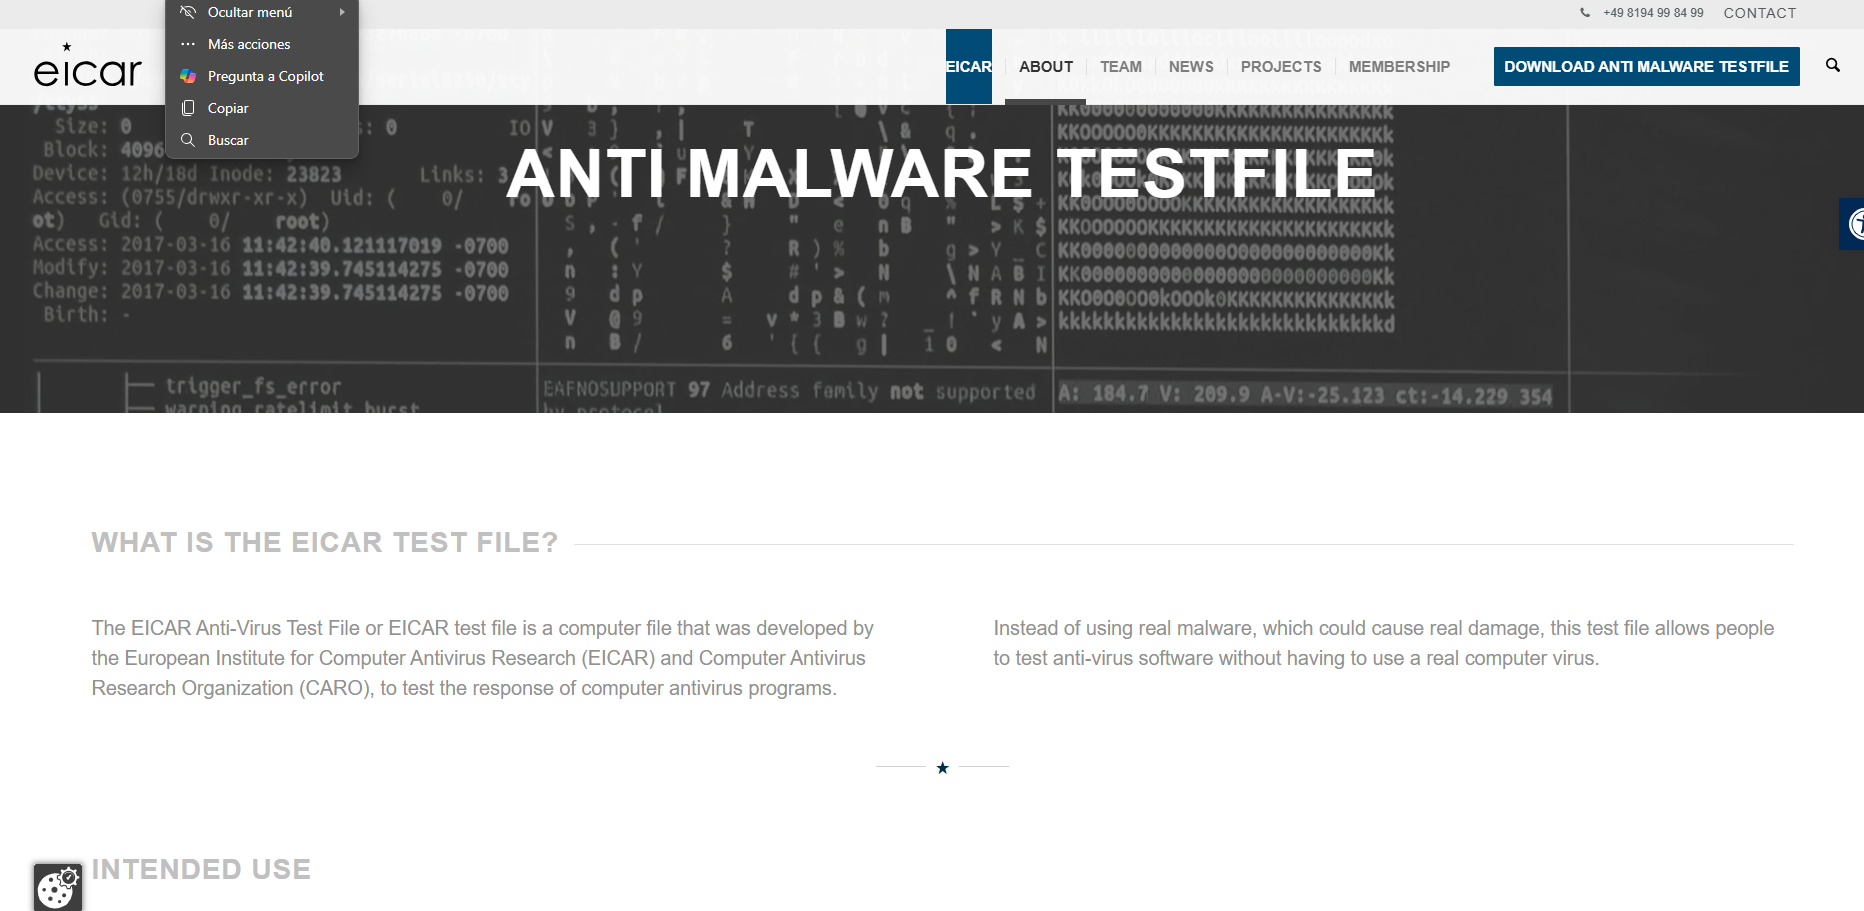 Ocultar menú
Más acciones
Pregunta a Copilot
Copiar
Buscar
+49 8194 99 84 99 CONTACT
eicar
EICAR ABOUT TEAM NEWS PROJECTS MEMBERSHIP DOWNLOAD ANTI MALWARE TESTFILE
ANTI MALWARE TESTFILE
Size: 0
Block: 4096
Device: 12h/18d Inode: 23823 Links: 3
Access: (0755/drwxr-xr-x) Uid: ( 0/
Gid: ( 0/ root)
Access: 2017-03-16 11:42:40.121117019 -0700
Modify: 2017-03-16 11:42:39.745114275 -0700
Change: 2017-03-16 11:42:39.745114275 -0700
Birth: -
trigger_fs_error
warning_ratelimit_burst
EAFNOSUPPORT 97 Address family not supported
by protocol
A: 184.7 V: 209.9 A-V:-25.123 ct:-14.229 354
WHAT IS THE EICAR TEST FILE?
The EICAR Anti-Virus Test File or EICAR test file is a computer file that was developed by
the European Institute for Computer Antivirus Research (EICAR) and Computer Antivirus
Research Organization (CARO), to test the response of computer antivirus programs.
Instead of using real malware, which could cause real damage, this test file allows people
to test anti-virus software without having to use a real computer virus.
INTENDED USE